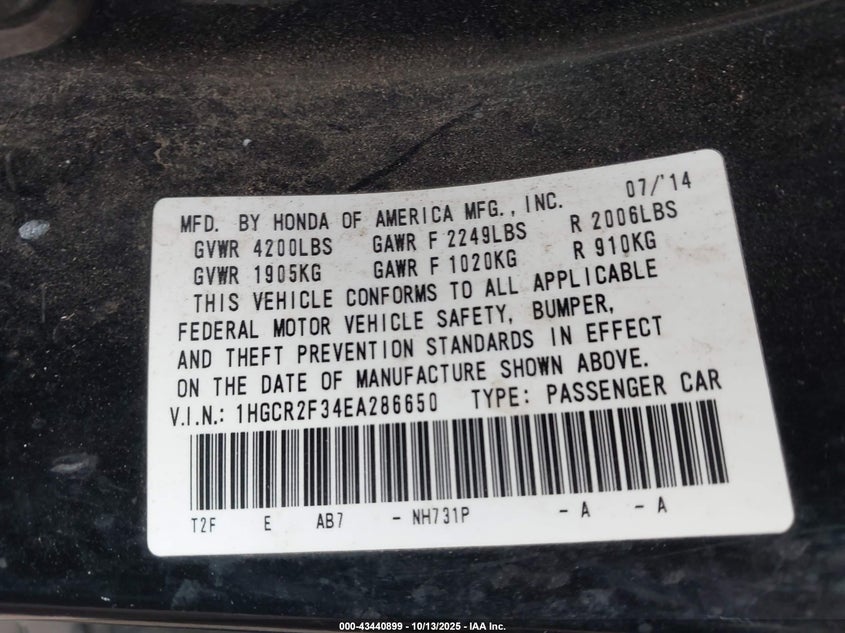 MFD. BY HONDA OF AMERICA MFG., INC. 07/'14
GVWR 4200LBS GAWR F 2249LBS R 2006LBS
GVWR 1905KG GAWR F 1020KG R 910KG
THIS VEHICLE CONFORMS TO ALL APPLICABLE
FEDERAL MOTOR VEHICLE SAFETY, BUMPER,
AND THEFT PREVENTION STANDARDS IN EFFECT
ON THE DATE OF MANUFACTURE SHOWN ABOVE.
V.I.N.: 1HGCR2F34EA286650 TYPE: PASSENGER CAR
T2F E AB7 - NH731P - A - A
000-43440899 - 10/13/2025 - IAA Inc.